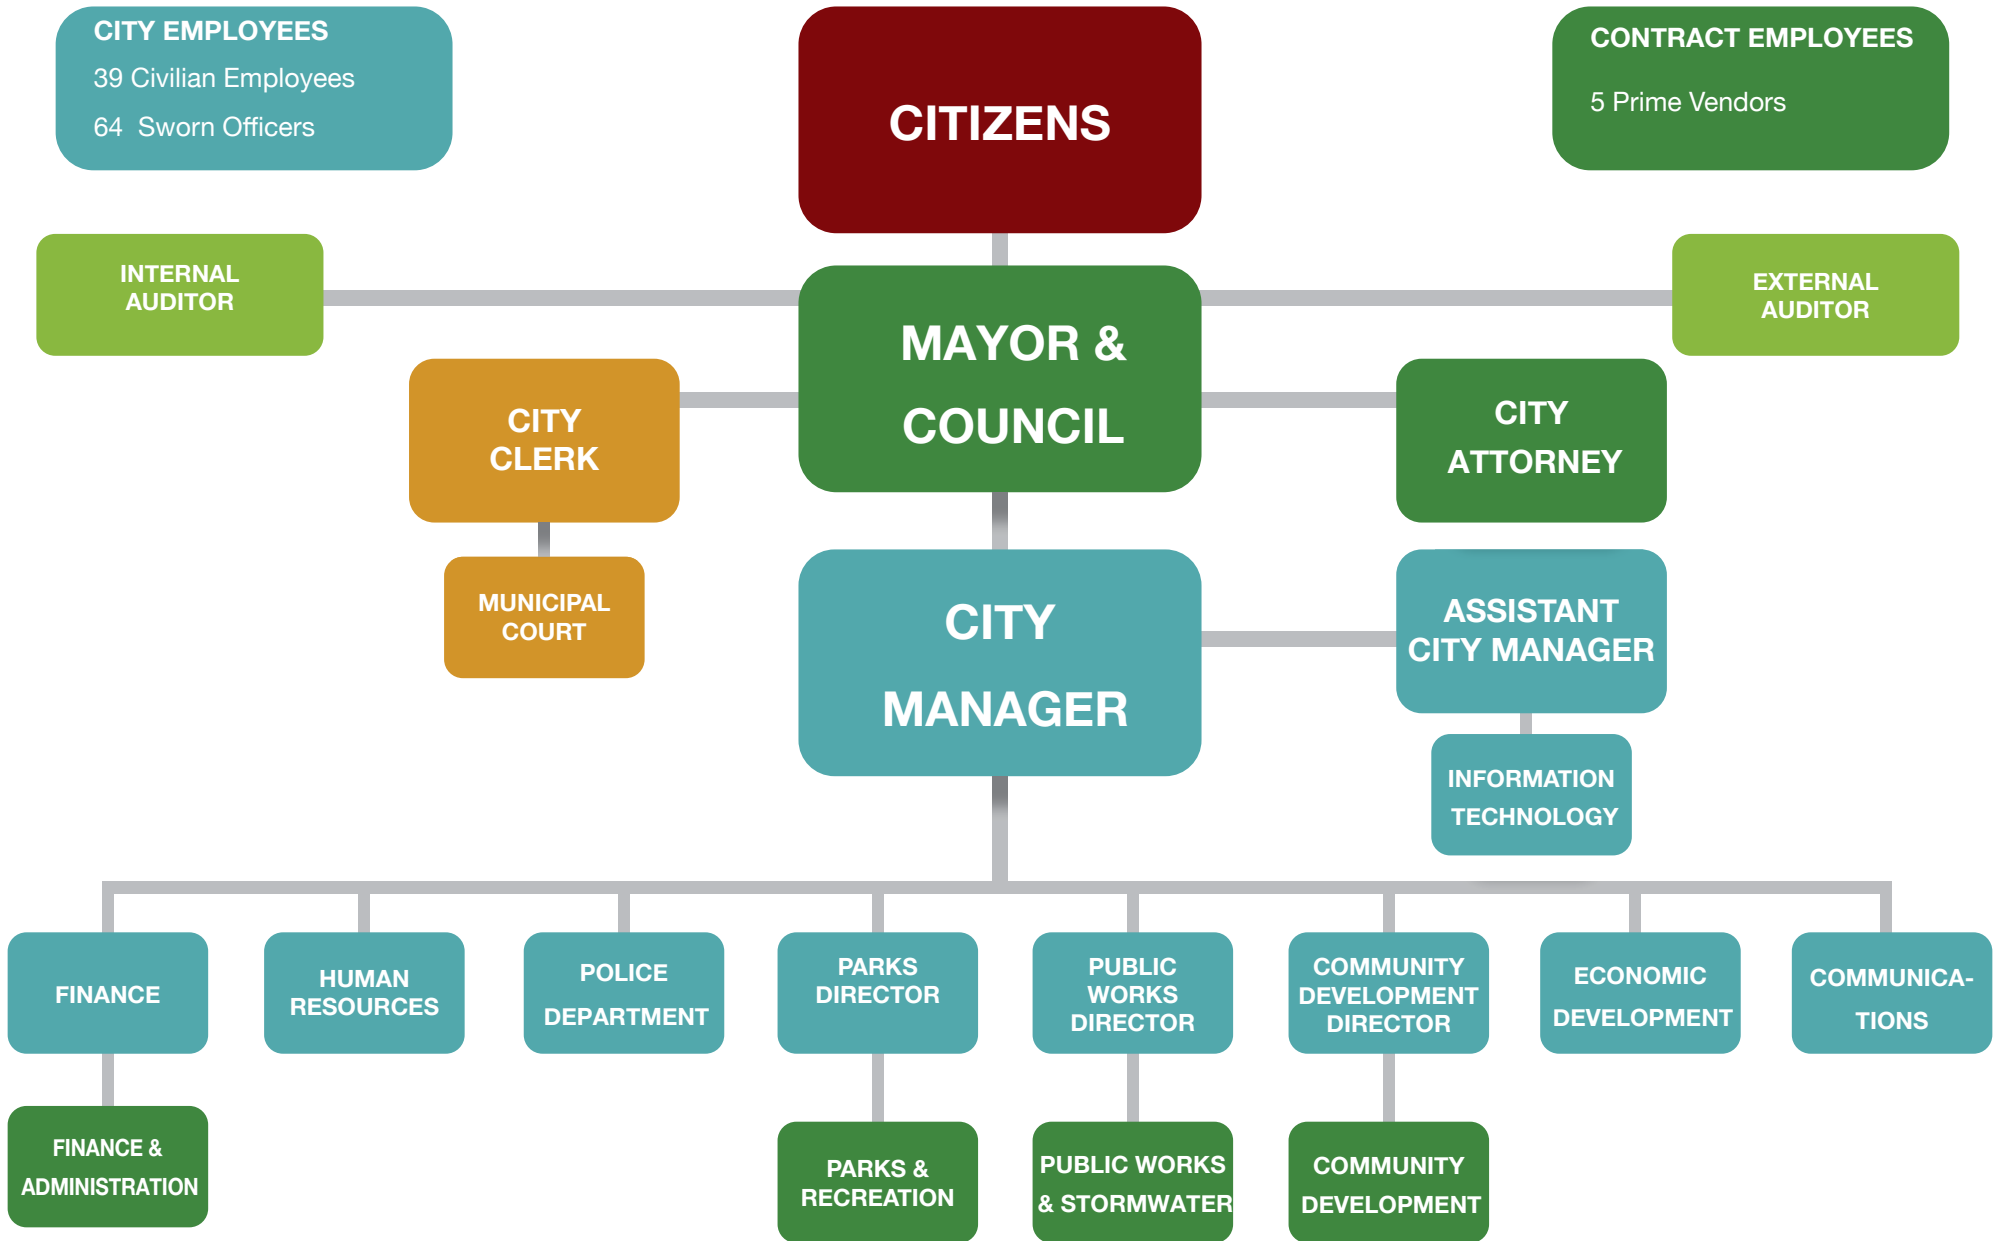 CITY EMPLOYEES
39 Civilian Employees
64 Sworn Officers
CITIZENS
CONTRACT EMPLOYEES
5 Prime Vendors
INTERNAL
AUDITOR
EXTERNAL
AUDITOR
MAYOR &
COUNCIL
CITY
CLERK
CITY
ATTORNEY
MUNICIPAL
COURT
CITY
MANAGER
ASSISTANT
CITY MANAGER
INFORMATION
TECHNOLOGY
FINANCE
HUMAN
RESOURCES
POLICE
DEPARTMENT
PARKS
DIRECTOR
PUBLIC
WORKS
DIRECTOR
COMMUNITY
DEVELOPMENT
DIRECTOR
ECONOMIC
DEVELOPMENT
COMMUNICA-
TIONS
FINANCE &
ADMINISTRATION
PARKS &
RECREATION
PUBLIC WORKS
& STORMWATER
COMMUNITY
DEVELOPMENT